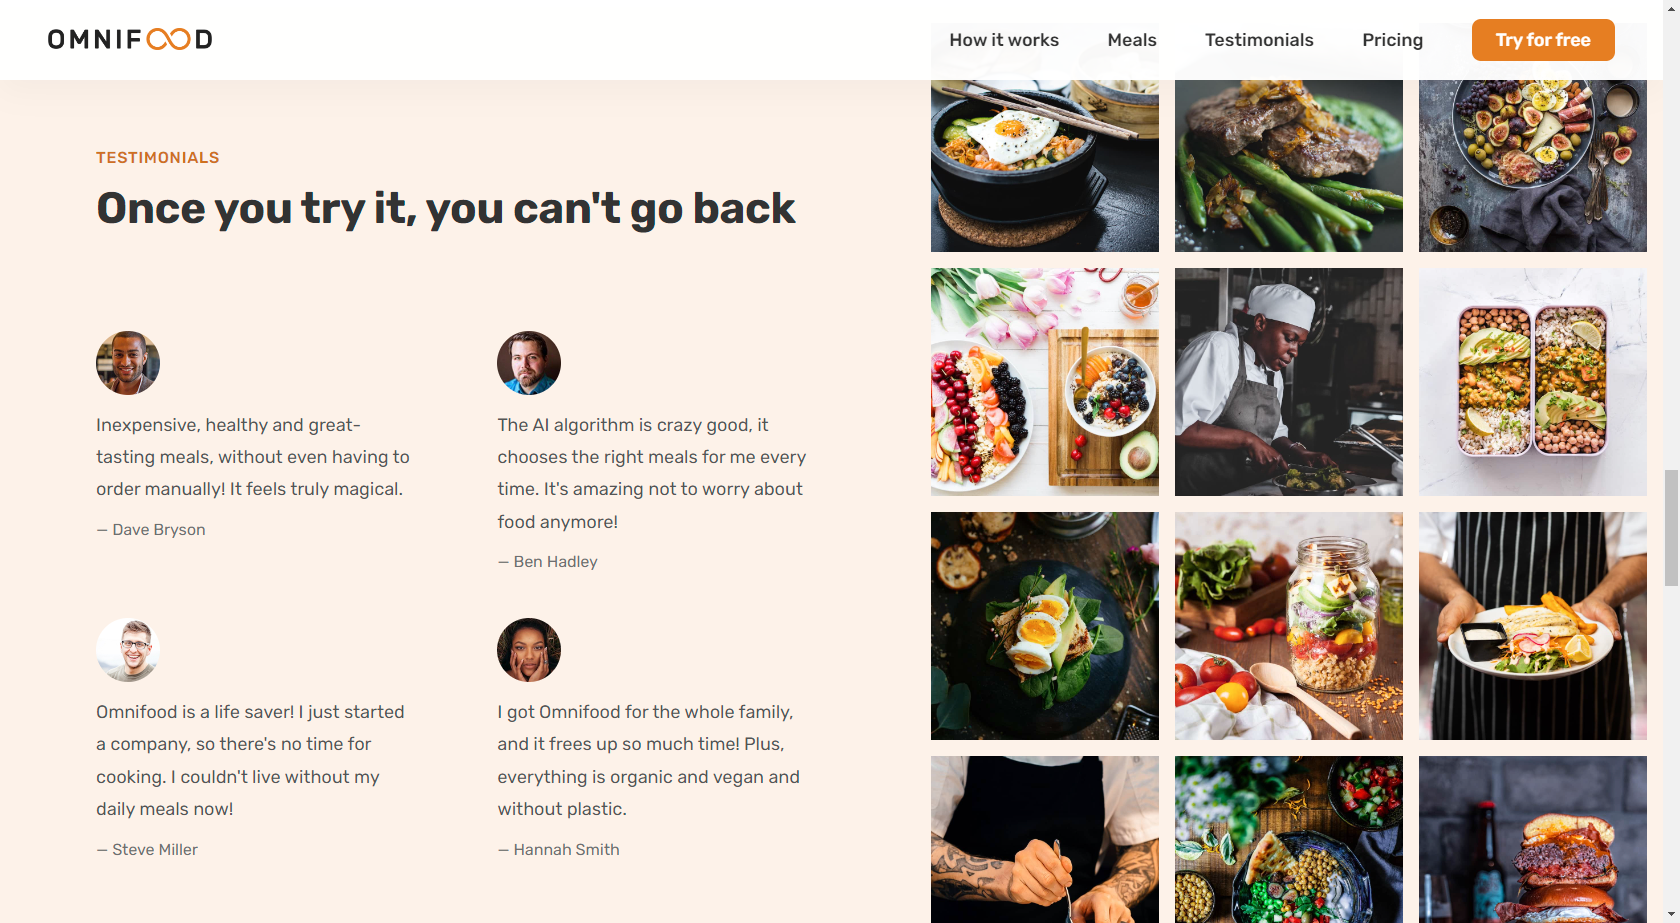 OMNIFOOD
How it works
Meals
Testimonials
Pricing
Try for free
TESTIMONIALS
Once you try it, you can't go back
Inexpensive, healthy and great-
tasting meals, without even having to
order manually! It feels truly magical.
— Dave Bryson
The AI algorithm is crazy good, it
chooses the right meals for me every
time. It's amazing not to worry about
food anymore!
— Ben Hadley
Omnifood is a life saver! I just started
a company, so there's no time for
cooking. I couldn't live without my
daily meals now!
— Steve Miller
I got Omnifood for the whole family,
and it frees up so much time! Plus,
everything is organic and vegan and
without plastic.
— Hannah Smith